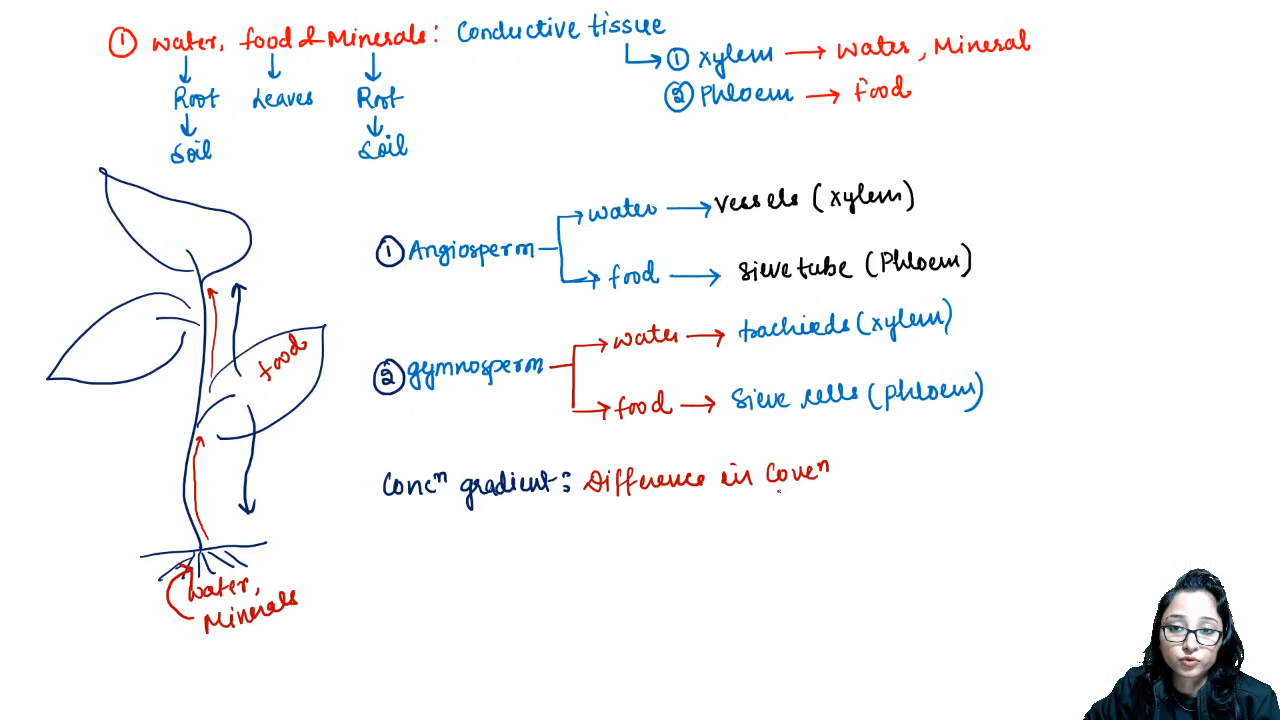 ① water, food & Minerals: Conductive tissue
① xylem → water, Mineral
② Phloem → food
Root Leaves Root
Soil Soil
① Angiosperm
water → vessels (xylem)
food → sieve tube (Phloem)
② gymnosperm
water → trachieds (xylem)
food → sieve cells (Phloem)
food
Concⁿ gradient: Difference in Concⁿ
water,
Minerals